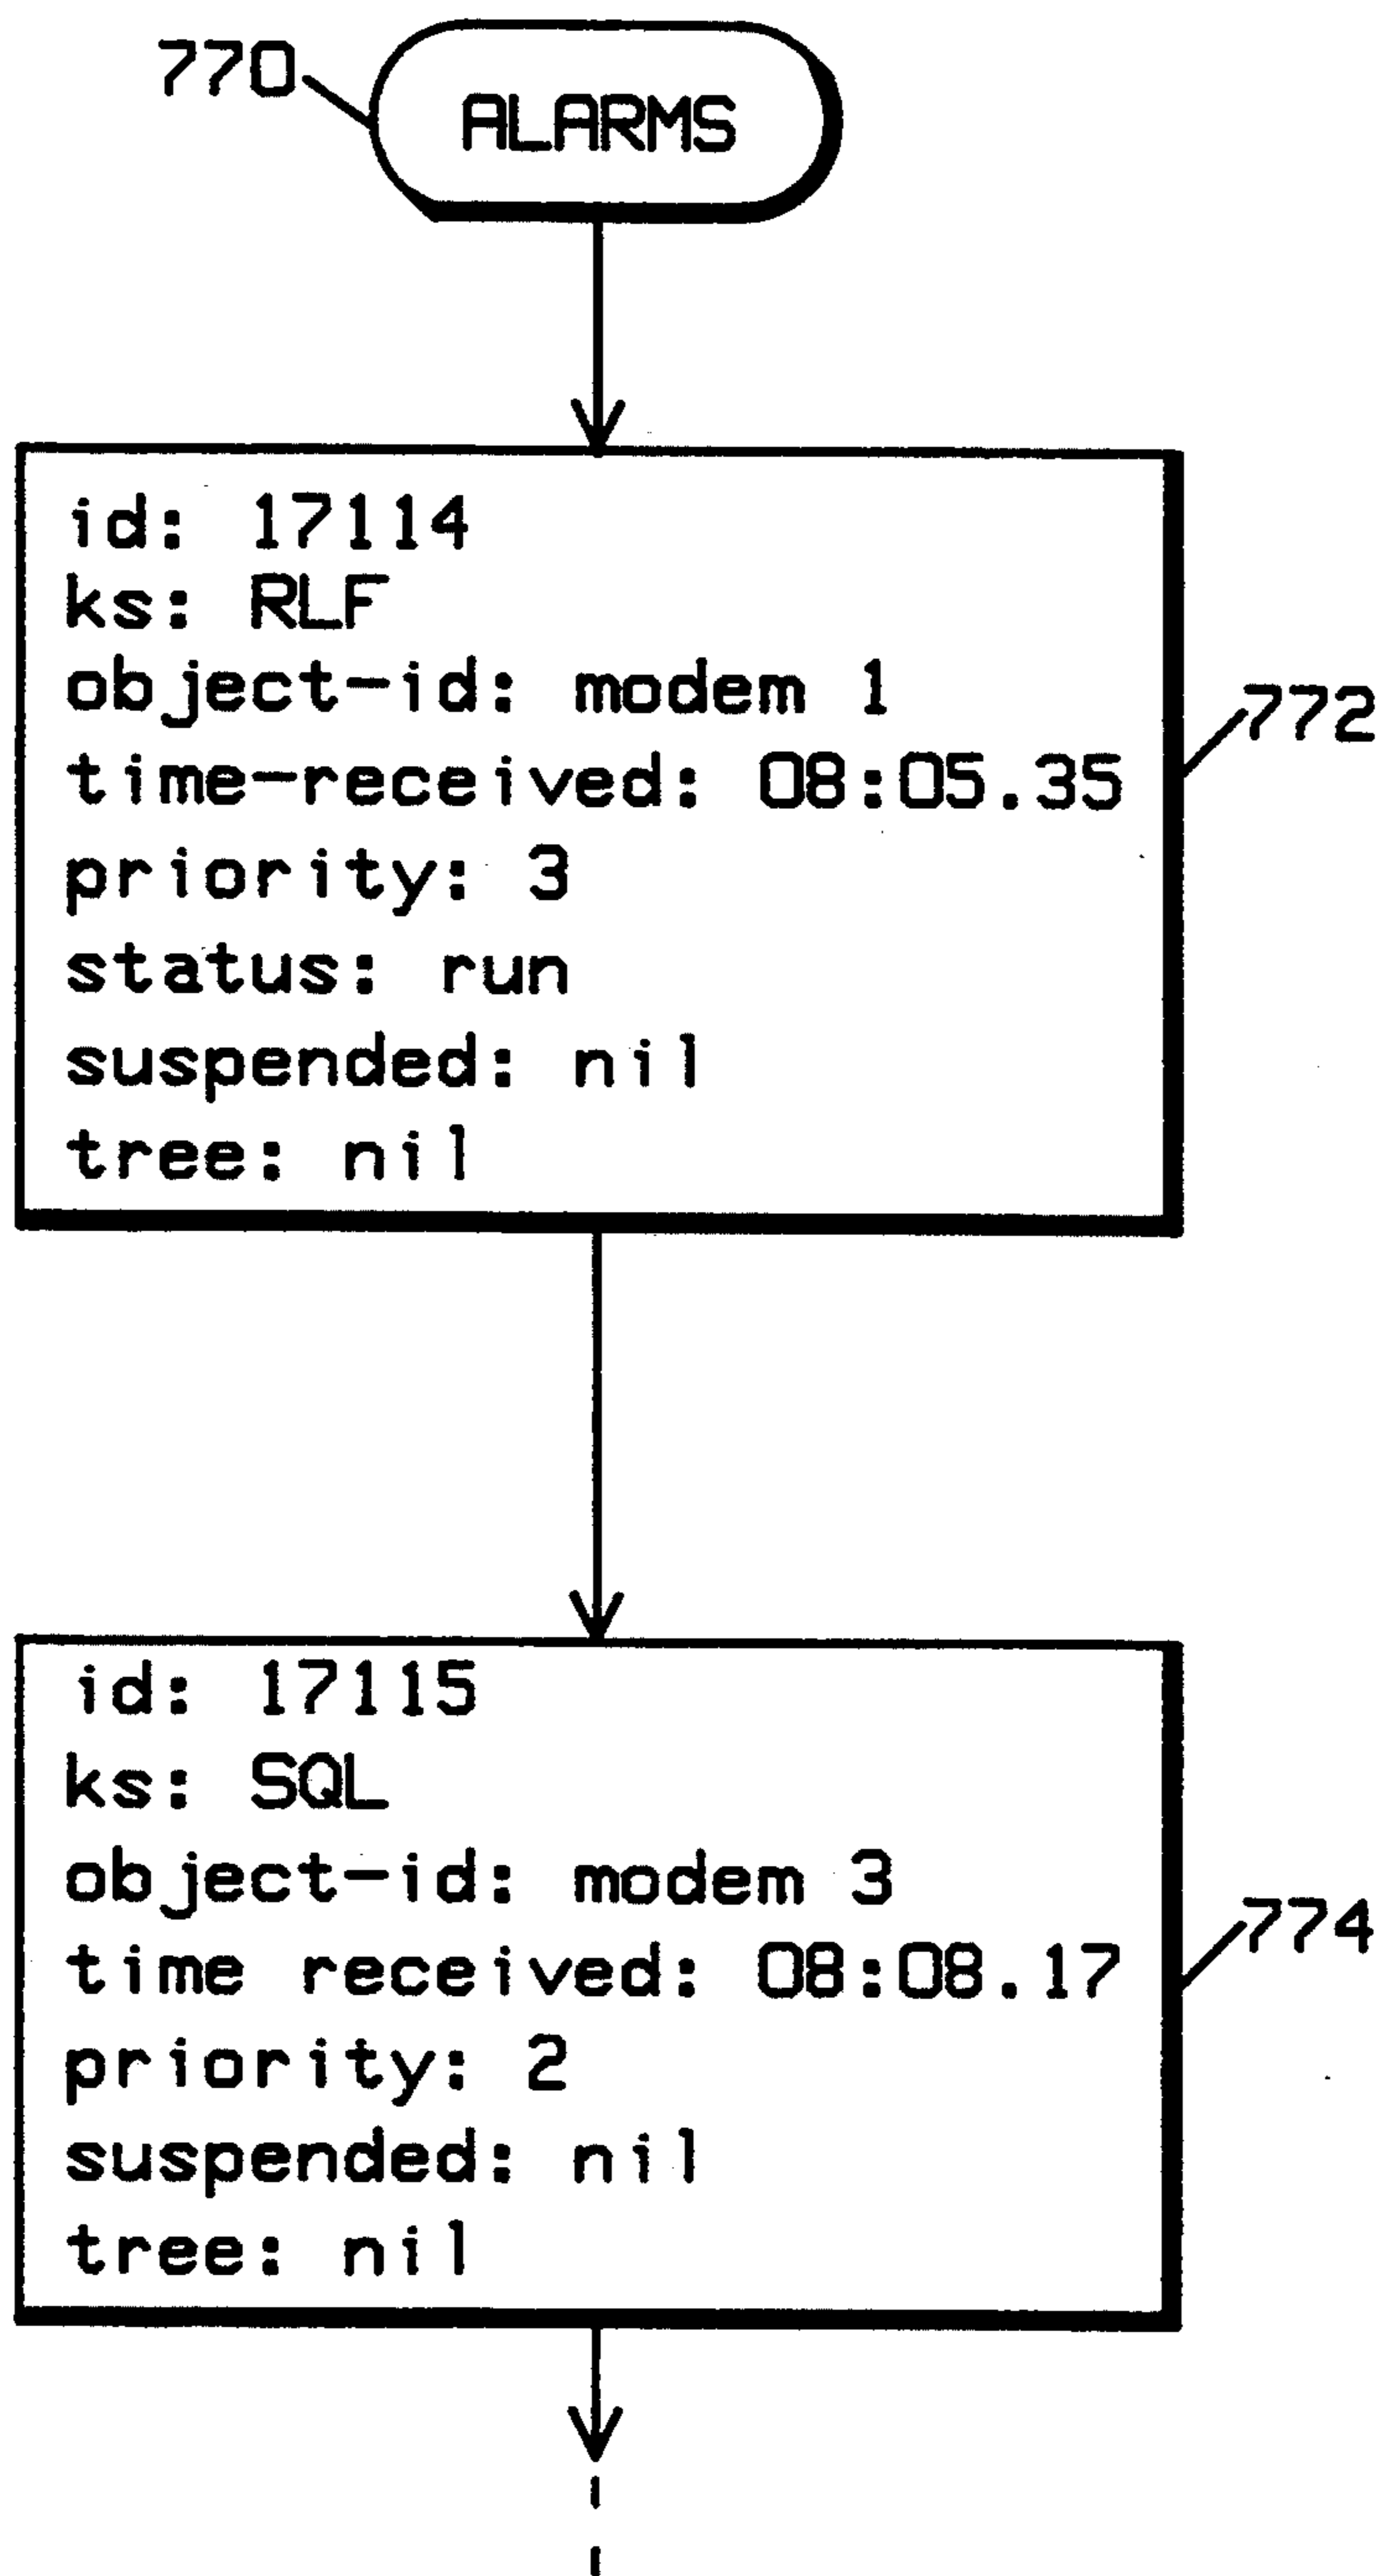 770
ALARMS
id: 17114
ks: RLF
object-id: modem 1
time-received: 08:05.35
priority: 3
status: run
suspended: nil
tree: nil
772
id: 17115
ks: SQL
object-id: modem 3
time received: 08:08.17
priority: 2
suspended: nil
tree: nil
774